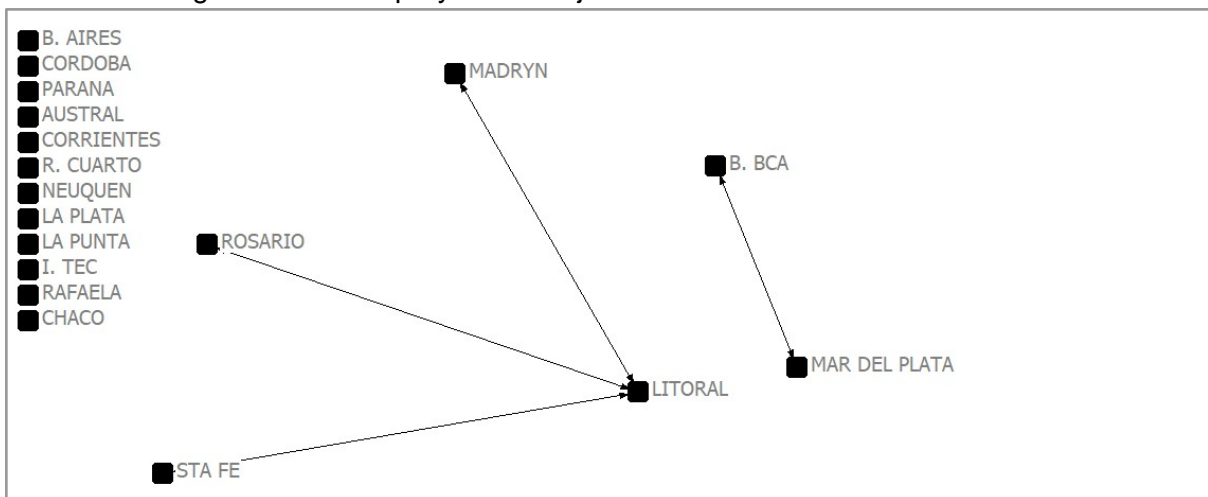 B. AIRES
CORDOBA
PARANA
AUSTRAL
CORRIENTES
R. CUARTO
NEUQUEN
LA PLATA
LA PUNTA
I. TEC
RAFAELA
CHACO
MADRYN
B. BCA
ROSARIO
MAR DEL PLATA
LITORAL
STA FE